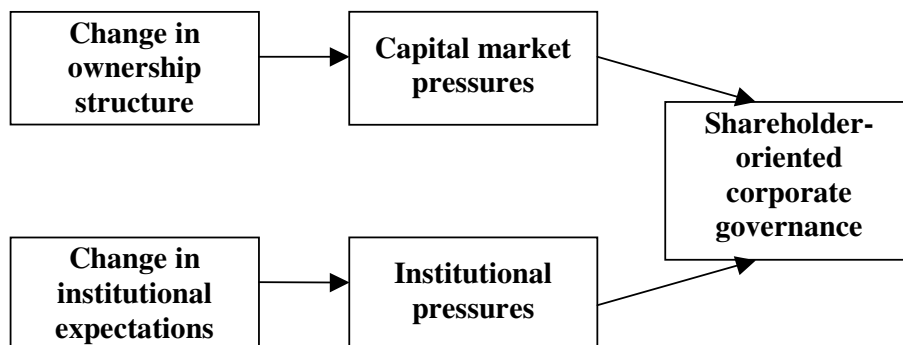 Change in
ownership
structure
Capital market
pressures
Shareholder-
oriented
corporate
governance
Change in
institutional
expectations
Institutional
pressures